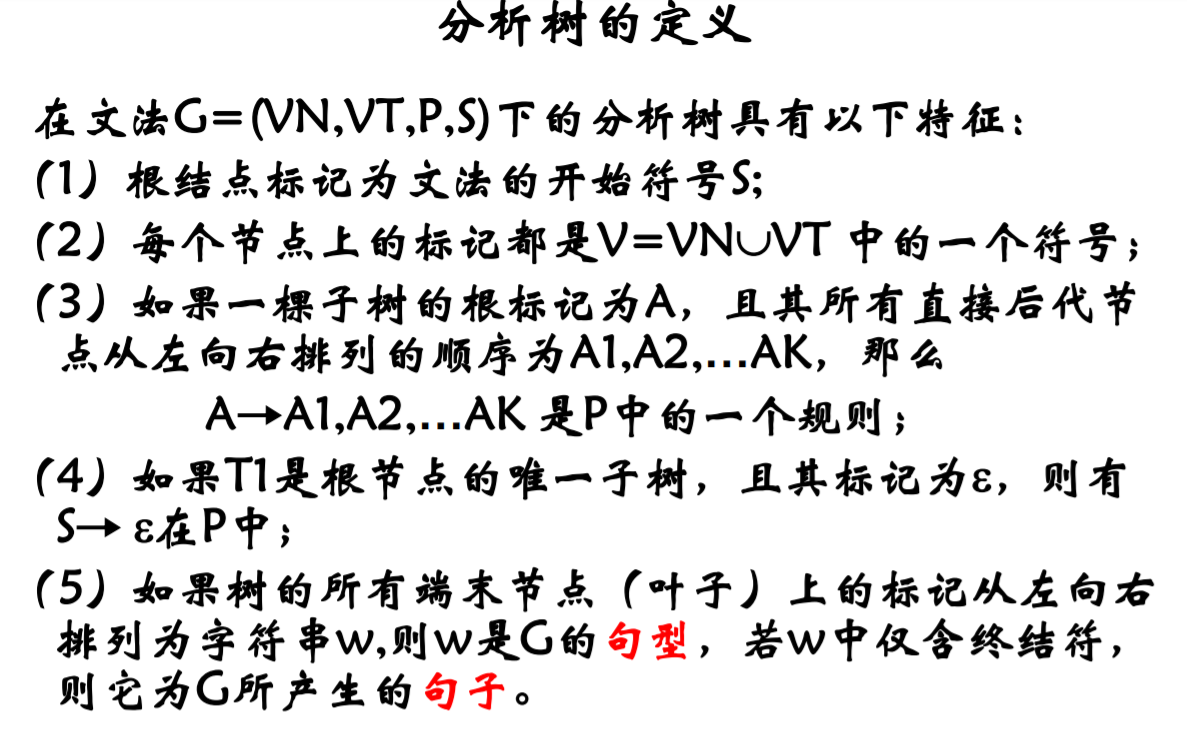 分析树的定义
在文法G=(VN,VT,P,S)下的分析树具有以下特征：
(1）根结点标记为文法的开始符号S;
(2）每个节点上的标记都是V=VN∪VT 中的一个符号；
(3）如果一棵子树的根标记为A，且其所有直接后代节
点从左向右排列的顺序为A1,A2,…AK，那么
A→A1,A2,…AK 是P中的一个规则；
(4）如果T1是根节点的唯一子树，且其标记为ε，则有
S→ ε在P中；
(5）如果树的所有端末节点（叶子）上的标记从左向右
排列为字符串w,则w是G的句型，若w中仅含终结符，
则它为G所产生的句子。